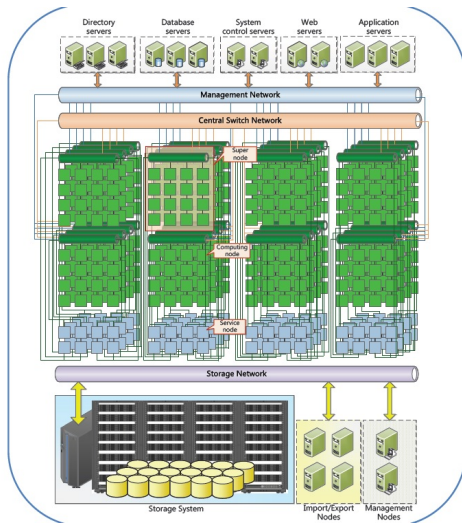 Directory
servers
Database
servers
System
control servers
Web
servers
Application
servers
Management Network
Central Switch Network
Super
node
Computing
node
Service
node
Storage Network
Storage System
Import/Export
Nodes
Management
Nodes